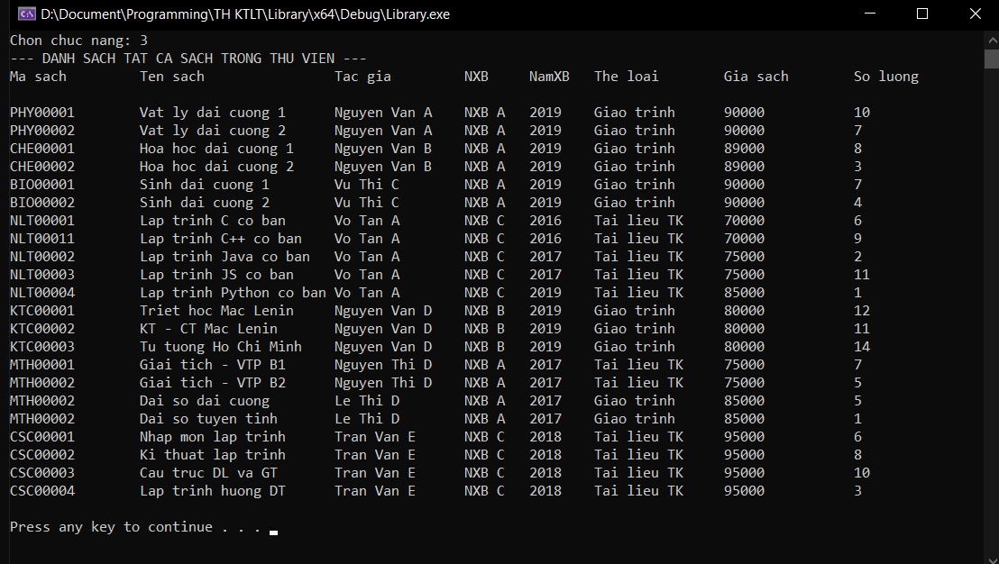 D:\Document\Programming\TH KTLT\Library\x64\Debug\Library.exe
Chon chuc nang: 3
--- DANH SACH TAT CA SACH TRONG THU VIEN ---
Ma sach Ten sach Tac gia NXB NamXB The loai Gia sach So luong
PHY00001 Vat ly dai cuong 1 Nguyen Van A NXB A 2019 Giao trinh 90000 10
PHY00002 Vat ly dai cuong 2 Nguyen Van A NXB A 2019 Giao trinh 90000 7
CHE00001 Hoa hoc dai cuong 1 Nguyen Van B NXB A 2019 Giao trinh 89000 8
CHE00002 Hoa hoc dai cuong 2 Nguyen Van B NXB A 2019 Giao trinh 89000 3
BIO00001 Sinh dai cuong 1 Vu Thi C NXB A 2019 Giao trinh 90000 7
BIO00002 Sinh dai cuong 2 Vu Thi C NXB A 2019 Giao trinh 90000 4
NLT00001 Lap trinh C co ban Vo Tan A NXB C 2016 Tai lieu TK 70000 6
NLT00011 Lap trinh C++ co ban Vo Tan A NXB C 2016 Tai lieu TK 70000 9
NLT00002 Lap trinh Java co ban Vo Tan A NXB C 2017 Tai lieu TK 75000 2
NLT00003 Lap trinh JS co ban Vo Tan A NXB C 2017 Tai lieu TK 75000 11
NLT00004 Lap trinh Python co ban Vo Tan A NXB C 2019 Tai lieu TK 85000 1
KTC00001 Triet hoc Mac Lenin Nguyen Van D NXB B 2019 Giao trinh 80000 12
KTC00002 KT - CT Mac Lenin Nguyen Van D NXB B 2019 Giao trinh 80000 11
KTC00003 Tu tuong Ho Chi Minh Nguyen Van D NXB B 2019 Giao trinh 80000 14
MTH00001 Giai tich - VTP B1 Nguyen Thi D NXB A 2017 Tai lieu TK 75000 7
MTH00002 Giai tich - VTP B2 Nguyen Thi D NXB A 2017 Tai lieu TK 75000 5
MTH00002 Dai so dai cuong Le Thi D NXB A 2017 Giao trinh 85000 5
MTH00002 Dai so tuyen tinh Le Thi D NXB A 2017 Giao trinh 85000 1
CSC00001 Nhap mon lap trinh Tran Van E NXB C 2018 Tai lieu TK 95000 6
CSC00002 Ki thuat lap trinh Tran Van E NXB C 2018 Tai lieu TK 95000 8
CSC00003 Cau truc DL va GT Tran Van E NXB C 2018 Tai lieu TK 95000 10
CSC00004 Lap trinh huong DT Tran Van E NXB C 2018 Tai lieu TK 95000 3
Press any key to continue . . .